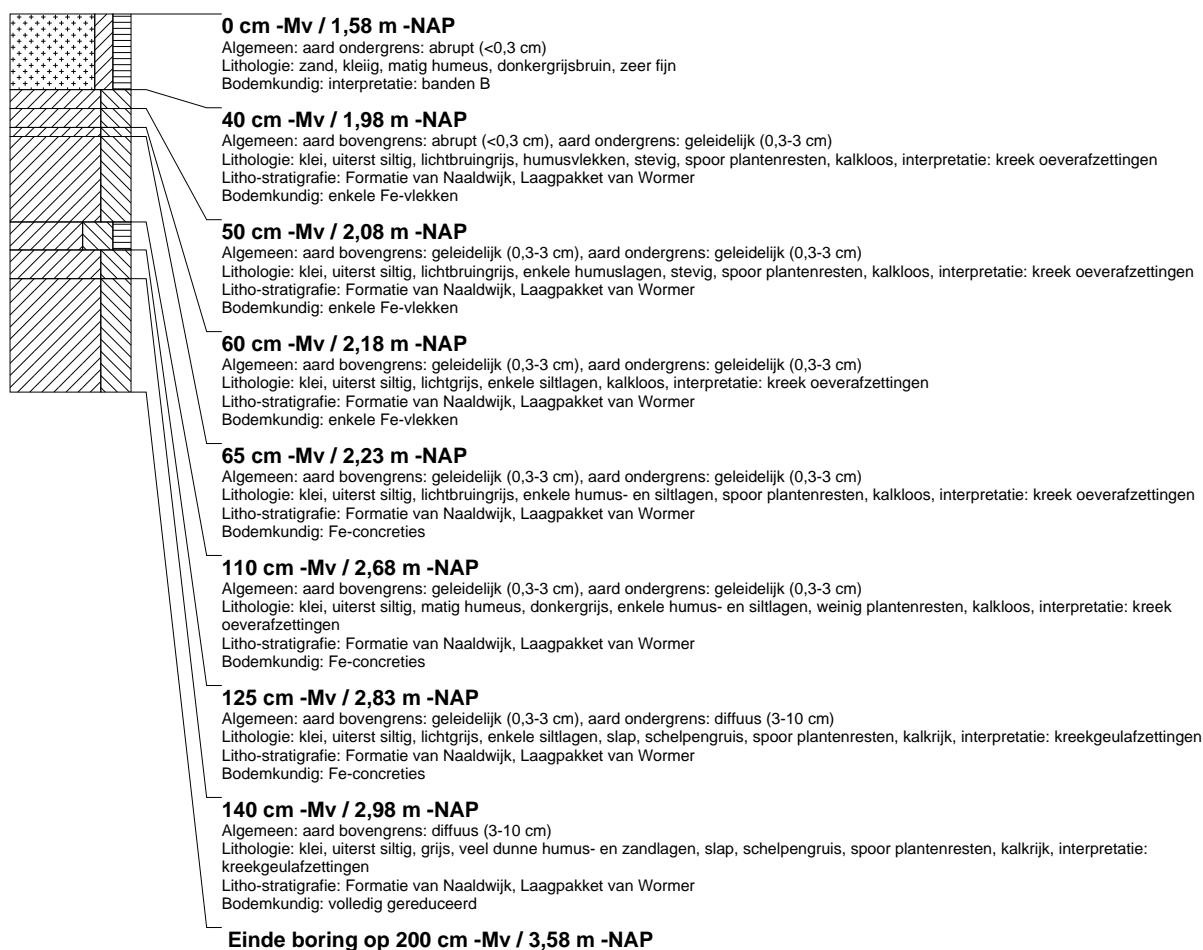 0 cm -Mv / 1,58 m -NAP
Algemeen: aard ondergrens: abrupt (<0,3 cm)
Lithologie: zand, kleiig, matig humeus, donkergrijsbruin, zeer fijn
Bodemkundig: interpretatie: banden B
40 cm -Mv / 1,98 m -NAP
Algemeen: aard bovengrens: abrupt (<0,3 cm), aard ondergrens: geleidelijk (0,3-3 cm)
Lithologie: klei, uiterst siltig, lichtbruingrijs, humusvlekken, stevig, spoor plantenresten, kalkloos, interpretatie: kreek oeverafzettingen
Litho-stratigrafie: Formatie van Naaldwijk, Laagpakket van Wormer
Bodemkundig: enkele Fe-vlekken
50 cm -Mv / 2,08 m -NAP
Algemeen: aard bovengrens: geleidelijk (0,3-3 cm), aard ondergrens: geleidelijk (0,3-3 cm)
Lithologie: klei, uiterst siltig, lichtbruingrijs, enkele humuslagen, stevig, spoor plantenresten, kalkloos, interpretatie: kreek oeverafzettingen
Litho-stratigrafie: Formatie van Naaldwijk, Laagpakket van Wormer
Bodemkundig: enkele Fe-vlekken
60 cm -Mv / 2,18 m -NAP
Algemeen: aard bovengrens: geleidelijk (0,3-3 cm), aard ondergrens: geleidelijk (0,3-3 cm)
Lithologie: klei, uiterst siltig, lichtgrijs, enkele siltlagen, kalkloos, interpretatie: kreek oeverafzettingen
Litho-stratigrafie: Formatie van Naaldwijk, Laagpakket van Wormer
Bodemkundig: enkele Fe-vlekken
65 cm -Mv / 2,23 m -NAP
Algemeen: aard bovengrens: geleidelijk (0,3-3 cm), aard ondergrens: geleidelijk (0,3-3 cm)
Lithologie: klei, uiterst siltig, lichtbruingrijs, enkele humus- en siltlagen, spoor plantenresten, kalkloos, interpretatie: kreek oeverafzettingen
Litho-stratigrafie: Formatie van Naaldwijk, Laagpakket van Wormer
Bodemkundig: Fe-concreties
110 cm -Mv / 2,68 m -NAP
Algemeen: aard bovengrens: geleidelijk (0,3-3 cm), aard ondergrens: geleidelijk (0,3-3 cm)
Lithologie: klei, uiterst siltig, matig humeus, donkergrijs, enkele humus- en siltlagen, weinig plantenresten, kalkloos, interpretatie: kreek
oeverafzettingen
Litho-stratigrafie: Formatie van Naaldwijk, Laagpakket van Wormer
Bodemkundig: Fe-concreties
125 cm -Mv / 2,83 m -NAP
Algemeen: aard bovengrens: geleidelijk (0,3-3 cm), aard ondergrens: diffuus (3-10 cm)
Lithologie: klei, uiterst siltig, lichtgrijs, enkele siltlagen, slap, schelpengruis, spoor plantenresten, kalkrijk, interpretatie: kreekgeulafzettingen
Litho-stratigrafie: Formatie van Naaldwijk, Laagpakket van Wormer
Bodemkundig: Fe-concreties
140 cm -Mv / 2,98 m -NAP
Algemeen: aard bovengrens: diffuus (3-10 cm)
Lithologie: klei, uiterst siltig, grijs, veel dunne humus- en zandlagen, slap, schelpengruis, spoor plantenresten, kalkrijk, interpretatie:
kreekgeulafzettingen
Litho-stratigrafie: Formatie van Naaldwijk, Laagpakket van Wormer
Bodemkundig: volledig gereduceerd
Einde boring op 200 cm -Mv / 3,58 m -NAP